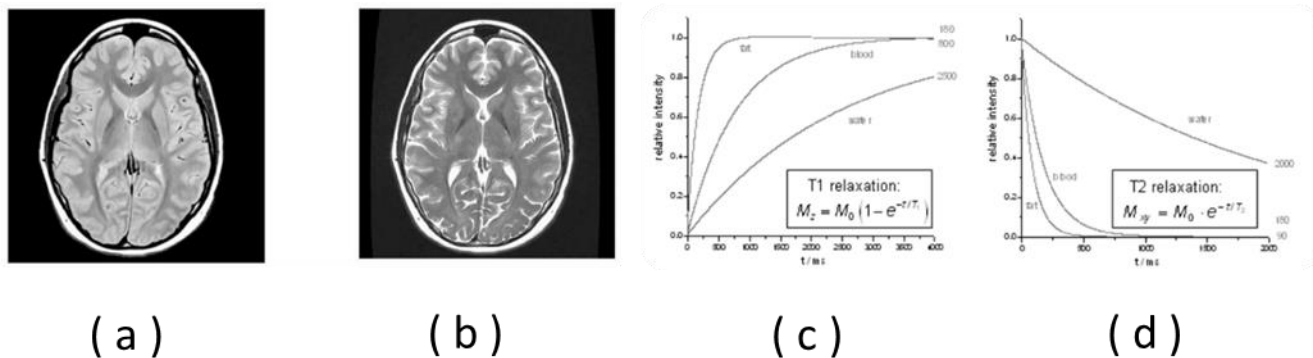 relative intensity
1.0
0.8
0.6
0.4
0.2
0.0
fat
blood
water
150
800
2500
T1 relaxation:
M_z = M_0 (1 − e^{−t/T_1})
0
500
1000
1500
2000
2500
3000
3500
4000
t / ms
relative intensity
1.0
0.8
0.6
0.4
0.2
0.0
water
blood
fat
2000
T2 relaxation:
M_xy = M_0 · e^{−t/T_2}
0
500
1000
1500
2000
t / ms
( a )
( b )
( c )
( d )